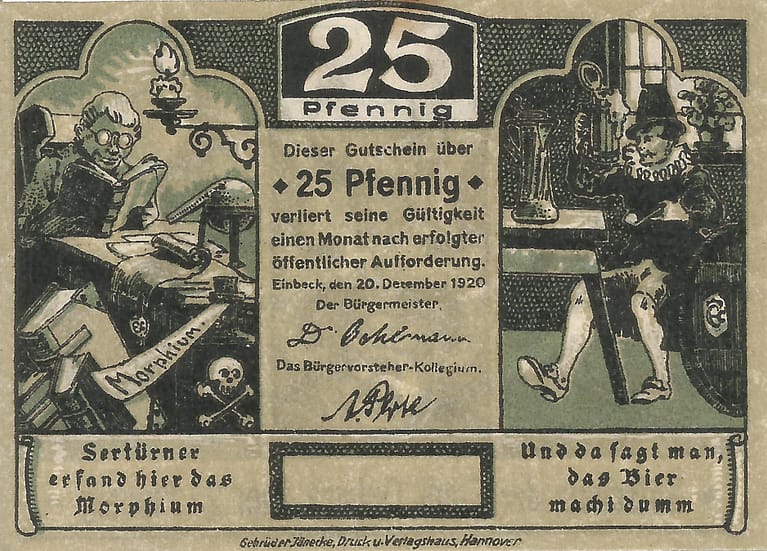 25
Pfennig
Dieser Gutschein über
25 Pfennig
verliert seine Gültigkeit
einen Monat nach erfolgter
öffentlicher Aufforderung.
Einbeck, den 20. Dezember 1920
Der Bürgermeister.
Dr Oehlmann
Das Bürgervorsteher-Kollegium.
Morphium.
Sertürner
erfand hier das
Morphium
Und da sagt man,
das Bier
macht dumm
Gebrüder Jänecke, Druck u. Verlagshaus, Hannover